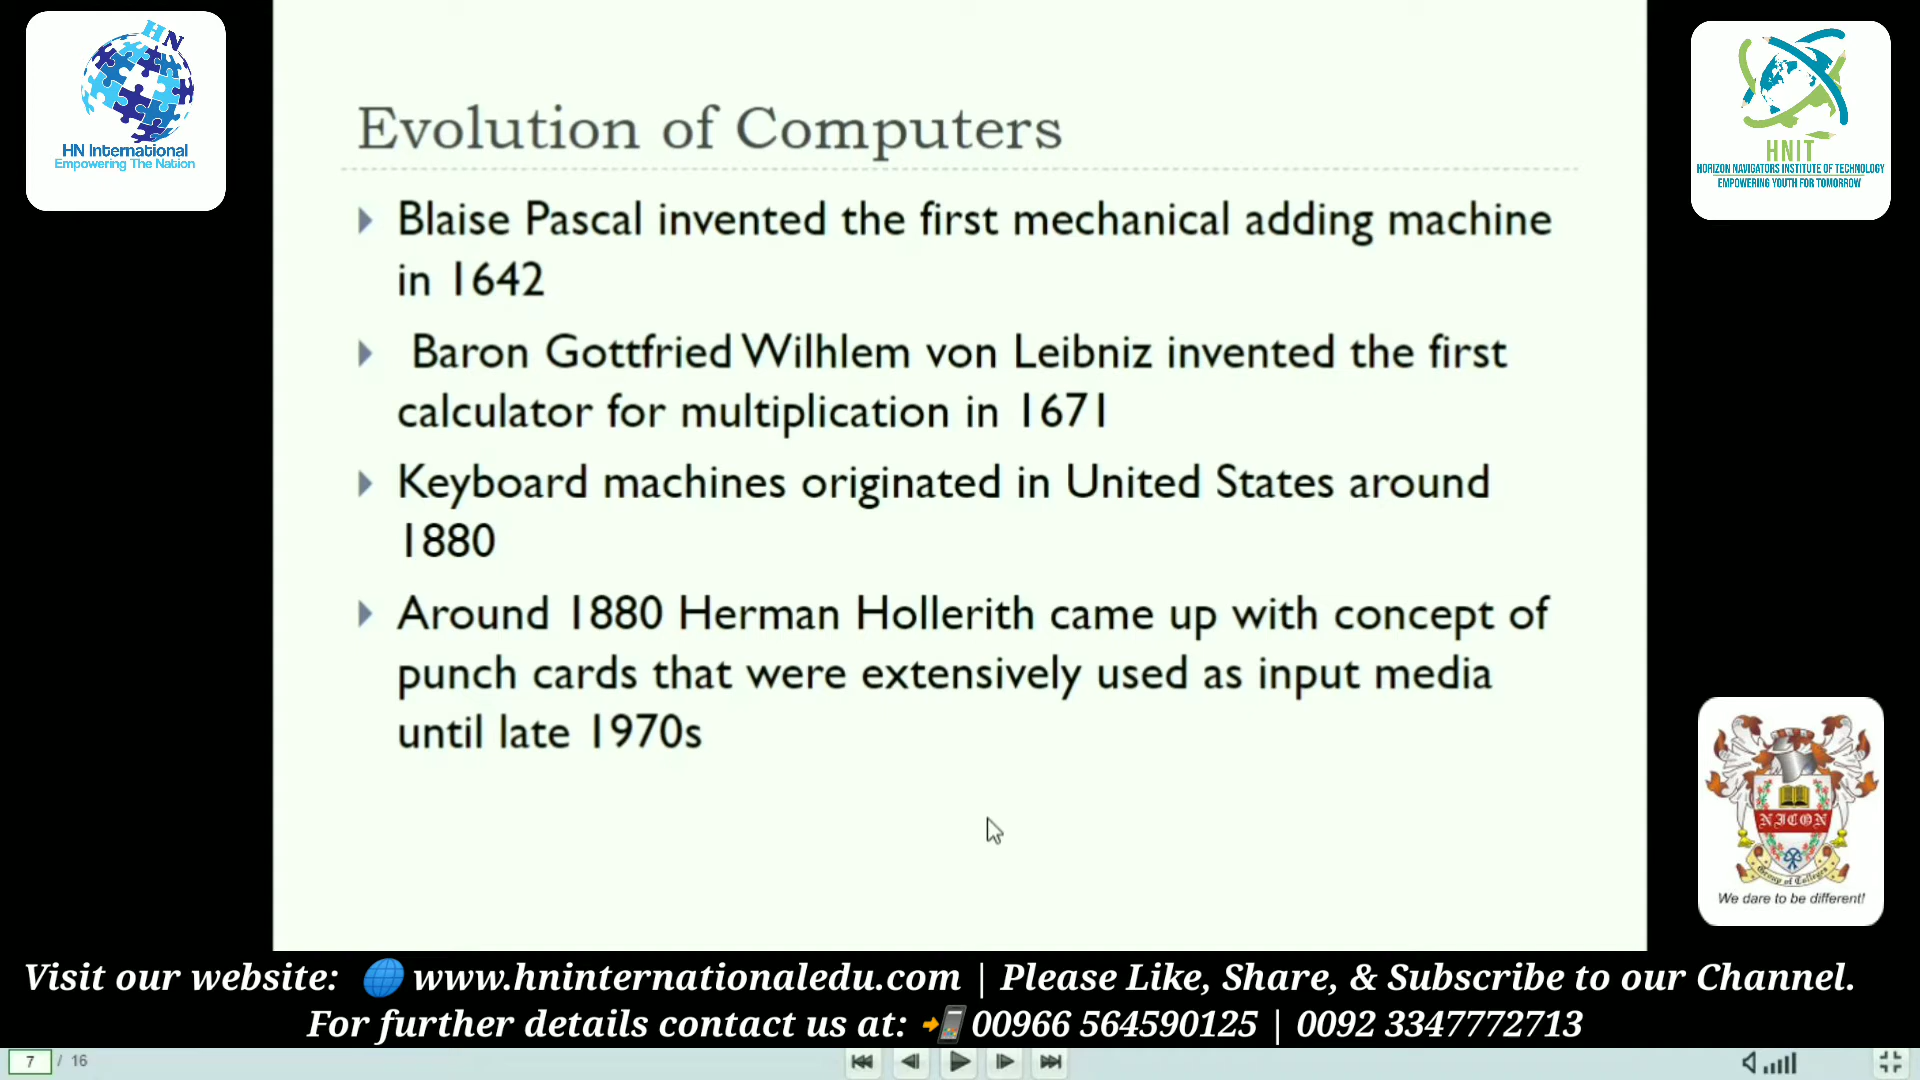 HN
HN International
Empowering The Nation
HNIT
HORIZON NAVIGATORS INSTITUTE OF TECHNOLOGY
EMPOWERING YOUTH FOR TOMORROW
Evolution of Computers
Blaise Pascal invented the first mechanical adding machine
in 1642
Baron Gottfried Wilhlem von Leibniz invented the first
calculator for multiplication in 1671
Keyboard machines originated in United States around
1880
Around 1880 Herman Hollerith came up with concept of
punch cards that were extensively used as input media
until late 1970s
NICON
Group of Colleges
We dare to be different!
Visit our website: www.hninternationaledu.com | Please Like, Share, & Subscribe to our Channel.
For further details contact us at: 00966 564590125 | 0092 3347772713
7 / 16